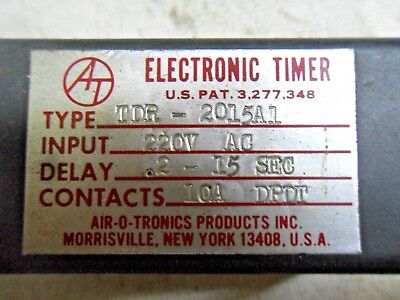 AT
ELECTRONIC TIMER
U.S. PAT. 3,277,348
TYPE TDR - 2015A1
INPUT 220V AC
DELAY .2 - 15 SEC
CONTACTS 10A DPDT
AIR-O-TRONICS PRODUCTS INC.
MORRISVILLE, NEW YORK 13408, U.S.A.